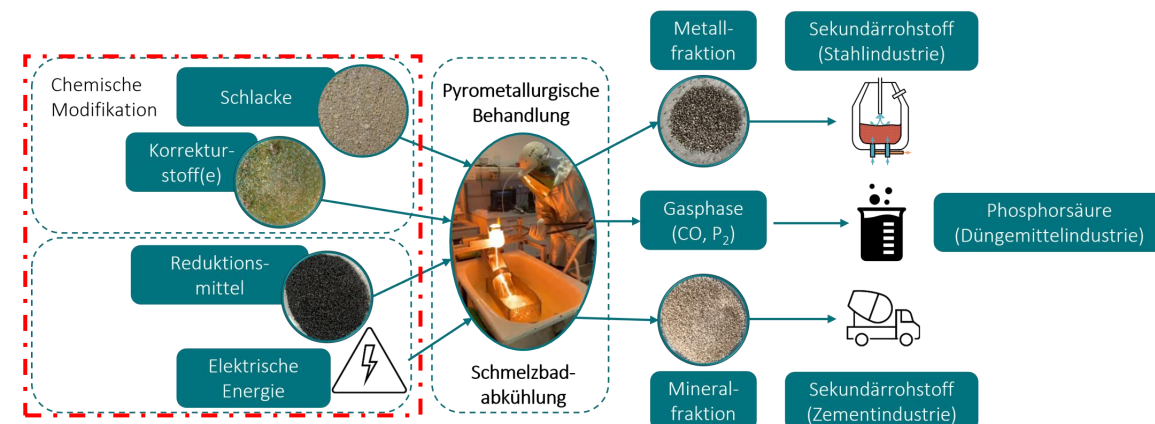 Chemische
Modifikation
Schlacke
Korrektur-
stoff(e)
Reduktions-
mittel
Elektrische
Energie
Pyrometallurgische
Behandlung
Schmelzbad-
abkühlung
Metall-
fraktion
Sekundärrohstoff
(Stahlindustrie)
Gasphase
(CO, P₂)
Phosphorsäure
(Düngemittelindustrie)
Mineral-
fraktion
Sekundärrohstoff
(Zementindustrie)